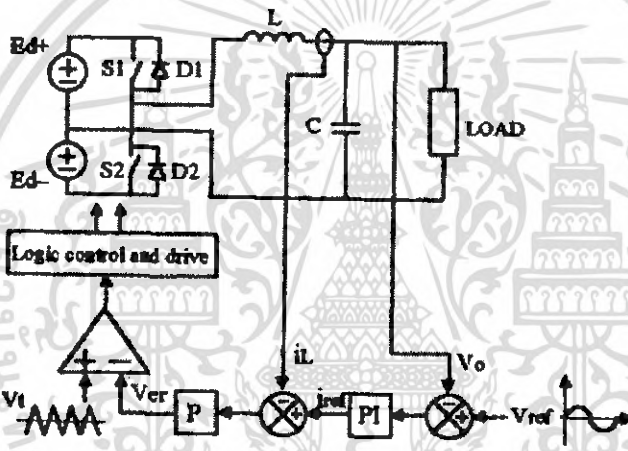 L
Ed+
S1
D1
C
LOAD
S2
D2
Ed-
Logic control and drive
+ -
iL
Vo
Vt
Ver
P
- +
iref
PI
- +
Vref